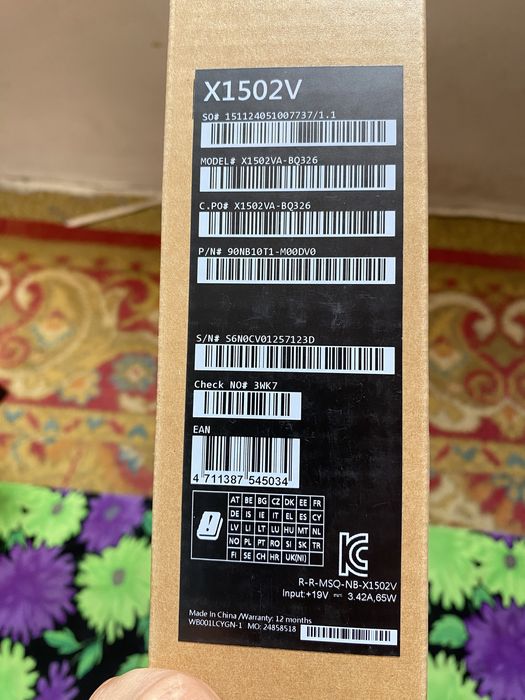 X1502V
SO# 151124051007737/1.1
MODEL# X1502VA-BQ326
C.PO# X1502VA-BQ326
P/N# 90NB10T1-M00DV0
S/N# S6N0CV01257123D
Check NO# 3WK7
EAN
4 711387 545034
AT BE BG CZ DK EE FR
DE IS IE IT EL ES CY
LV LI LT LU HU MT NL
NO PL PT RO SI SK TR
FI SE CH HR UK(NI)
R-R-MSQ-NB-X1502V
Input:+19V ⎓ 3.42A,65W
Made In China /Warranty: 12 months
WB001LCYGN-1 MO: 24858518